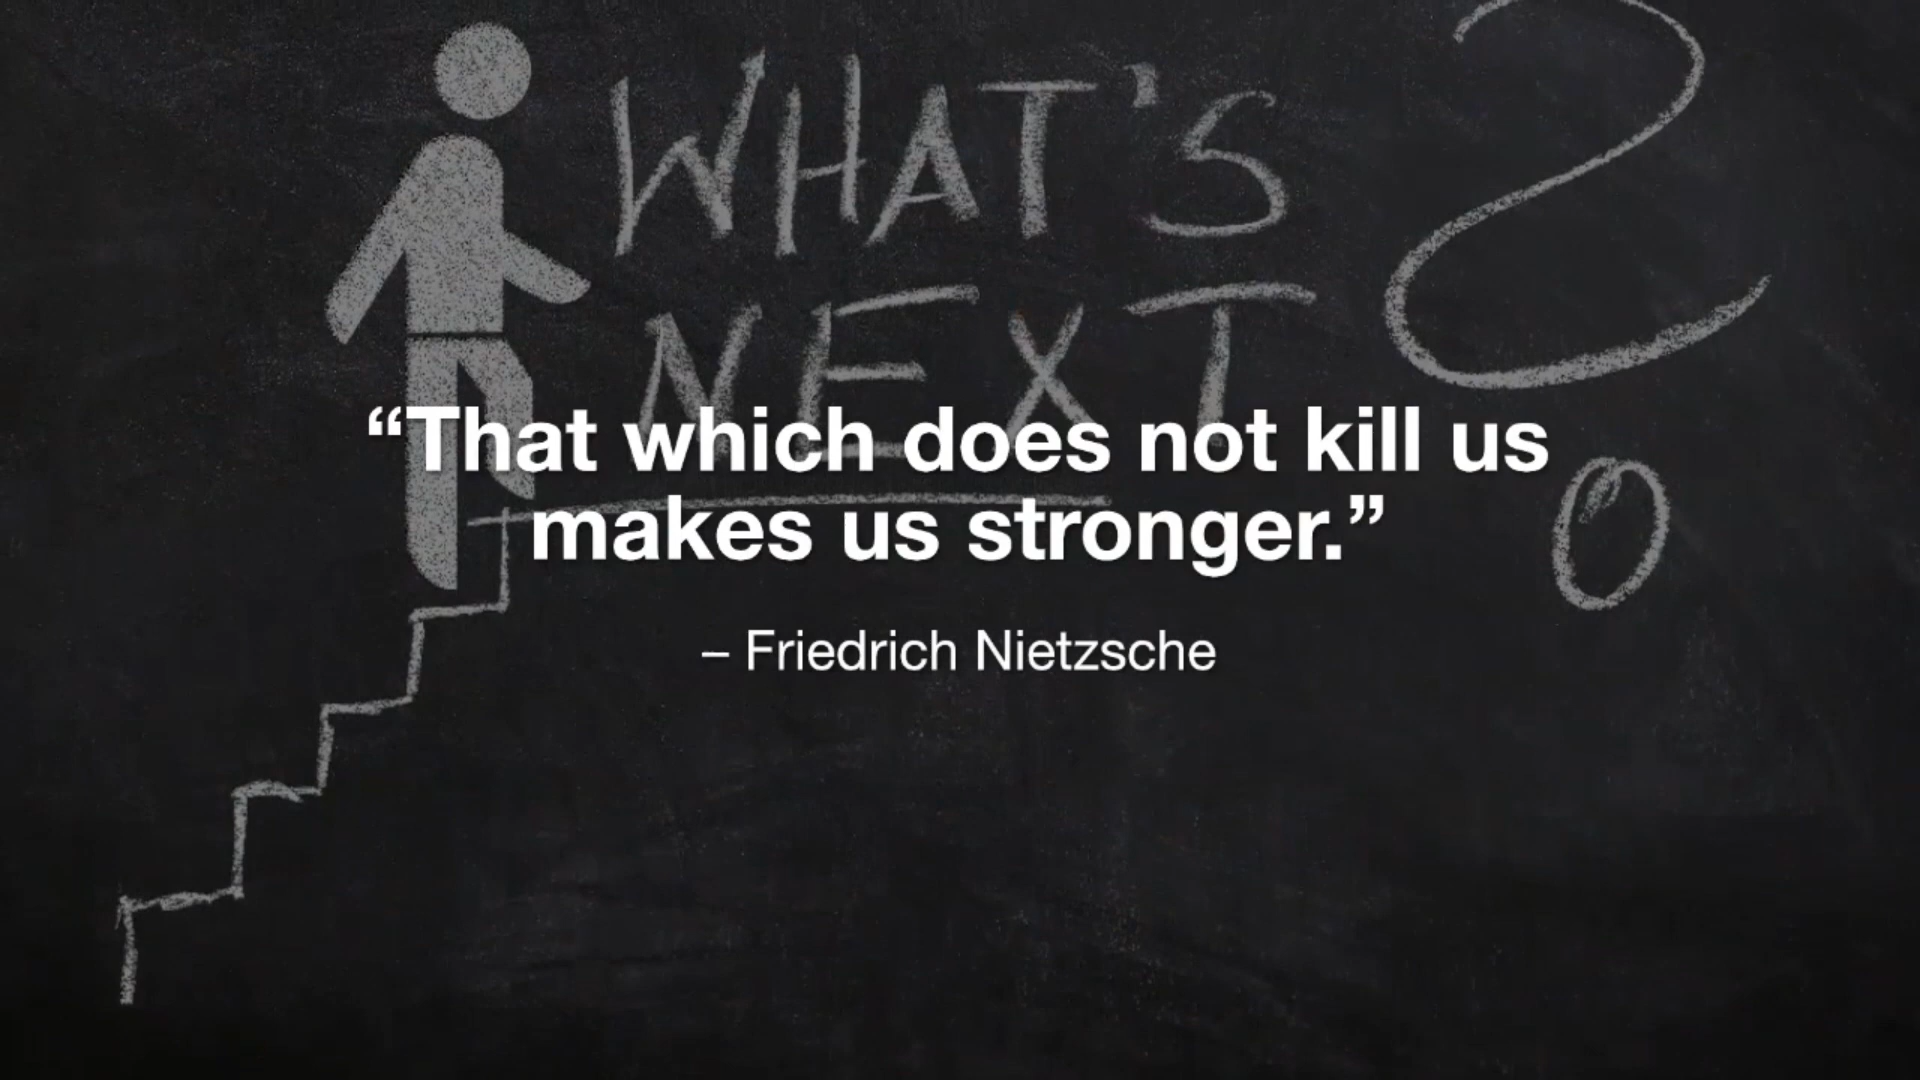 WHAT'S
NEXT
?
“That which does not kill us
makes us stronger.”
– Friedrich Nietzsche